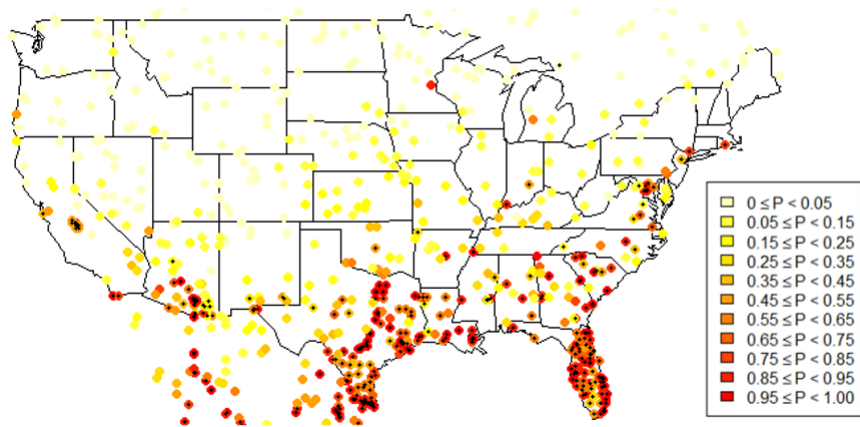 0 ≤ P < 0.05
0.05 ≤ P < 0.15
0.15 ≤ P < 0.25
0.25 ≤ P < 0.35
0.35 ≤ P < 0.45
0.45 ≤ P < 0.55
0.55 ≤ P < 0.65
0.65 ≤ P < 0.75
0.75 ≤ P < 0.85
0.85 ≤ P < 0.95
0.95 ≤ P < 1.00